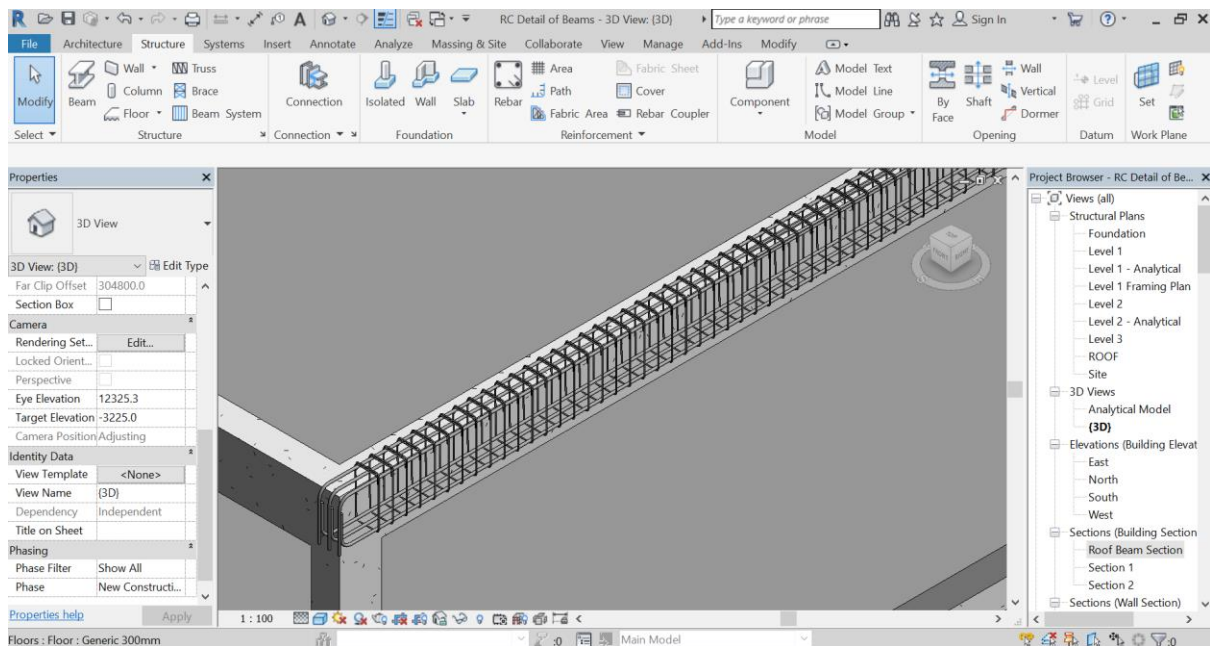 RC Detail of Beams - 3D View: {3D}
Type a keyword or phrase
Sign In
File Architecture Structure Systems Insert Annotate Analyze Massing & Site Collaborate View Manage Add-Ins Modify
Modify
Beam
Wall
Column
Floor
Truss
Brace
Beam System
Connection
Isolated
Wall
Slab
Rebar
Area
Path
Fabric Area
Fabric Sheet
Cover
Rebar Coupler
Component
Model Text
Model Line
Model Group
By Face
Shaft
Wall
Vertical
Dormer
Level
Grid
Set
Select Structure Connection Foundation Reinforcement Model Opening Datum Work Plane
Properties
3D View
3D View: {3D} Edit Type
Far Clip Offset 304800.0
Section Box
Camera
Rendering Set... Edit...
Locked Orient...
Perspective
Eye Elevation 12325.3
Target Elevation -3225.0
Camera Position Adjusting
Identity Data
View Template <None>
View Name {3D}
Dependency Independent
Title on Sheet
Phasing
Phase Filter Show All
Phase New Constructi...
Properties help Apply
TOP
FRONT
RIGHT
1 : 100
Project Browser - RC Detail of Be...
Views (all)
Structural Plans
Foundation
Level 1
Level 1 - Analytical
Level 1 Framing Plan
Level 2
Level 2 - Analytical
Level 3
ROOF
Site
3D Views
Analytical Model
{3D}
Elevations (Building Elevat
East
North
South
West
Sections (Building Section
Roof Beam Section
Section 1
Section 2
Sections (Wall Section)
Floors : Floor : Generic 300mm
:0
Main Model
:0